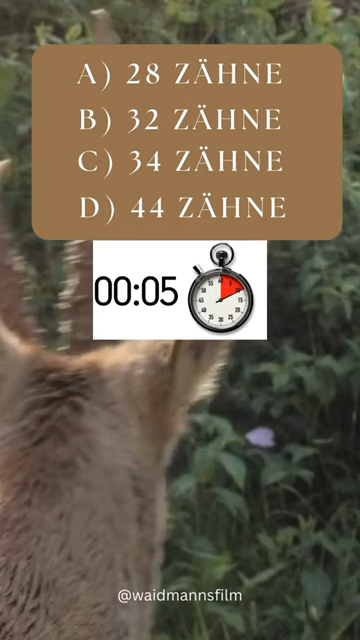 A) 28 ZÄHNE
B) 32 ZÄHNE
C) 34 ZÄHNE
D) 44 ZÄHNE
00:05
@waidmannsfilm